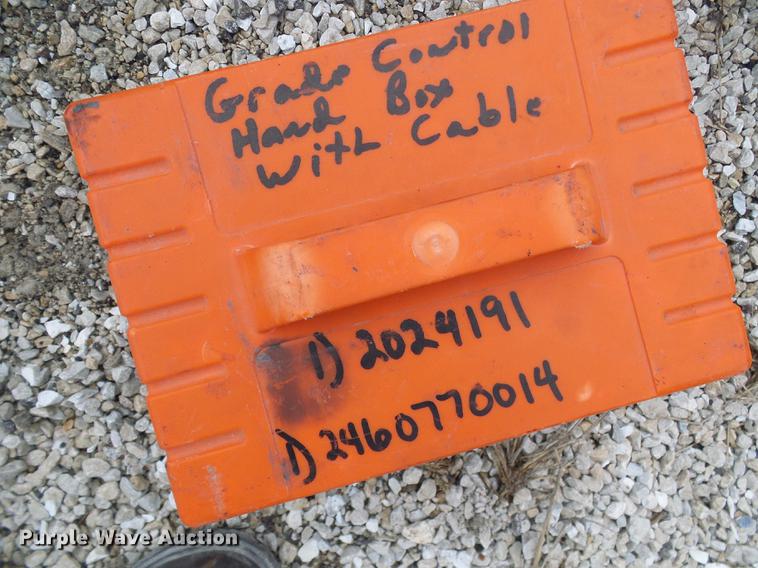 Grade Control
Hand Box
With Cable
1) 2024191
1) 2460770014
Purple Wave Auction